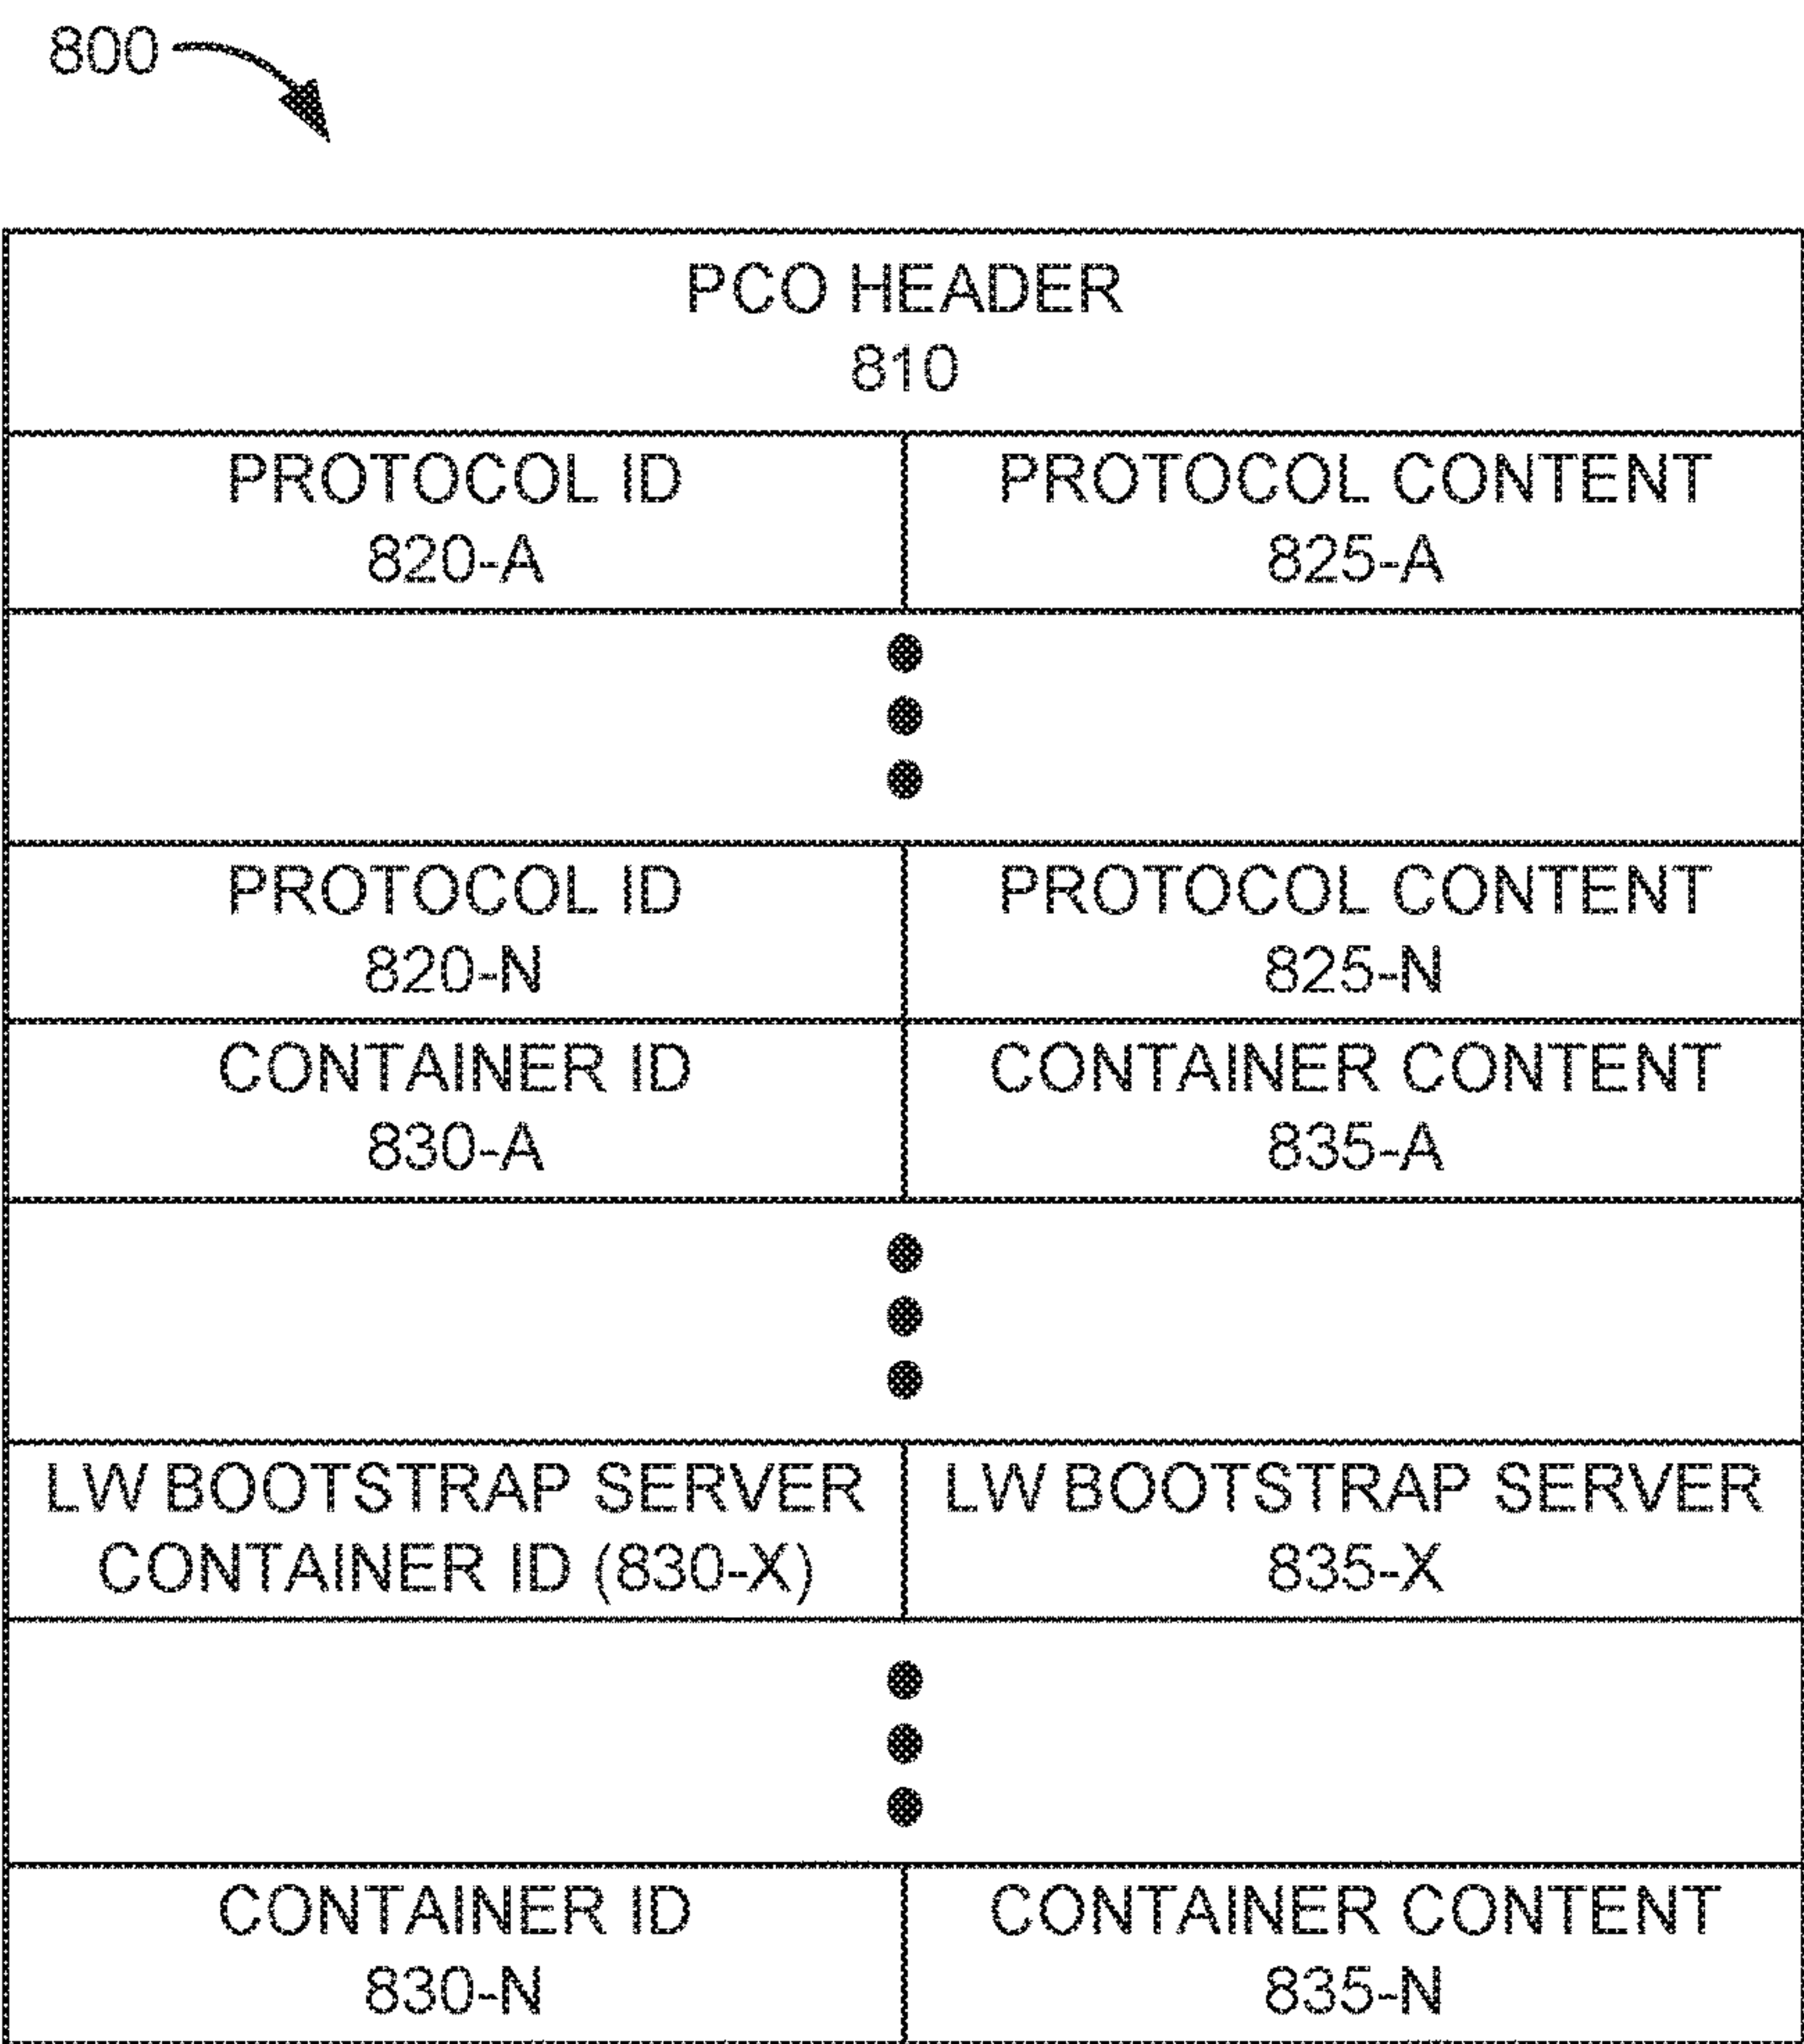 800
PCO HEADER
810
PROTOCOL ID
820-A
PROTOCOL CONTENT
825-A
PROTOCOL ID
820-N
PROTOCOL CONTENT
825-N
CONTAINER ID
830-A
CONTAINER CONTENT
835-A
LW BOOTSTRAP SERVER
CONTAINER ID (830-X)
LW BOOTSTRAP SERVER
835-X
CONTAINER ID
830-N
CONTAINER CONTENT
835-N